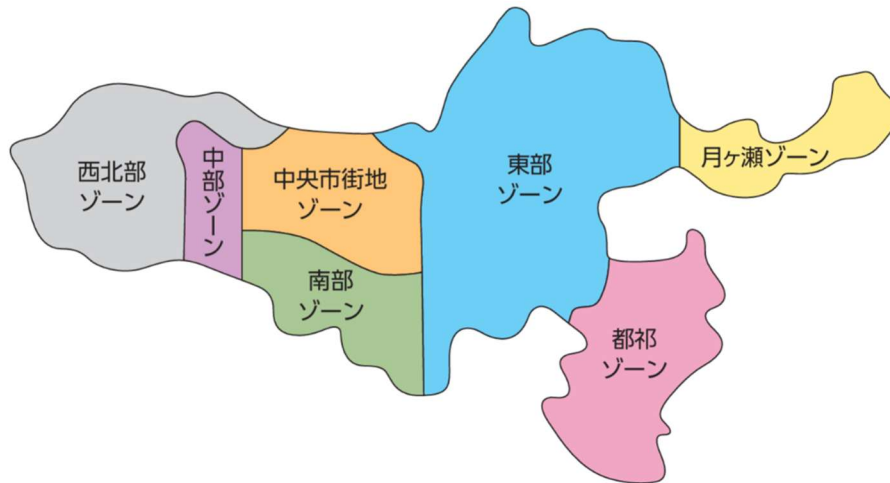 西北部
ゾーン
中部ゾーン
中央市街地
ゾーン
南部
ゾーン
東部
ゾーン
月ヶ瀬ゾーン
都祁
ゾーン